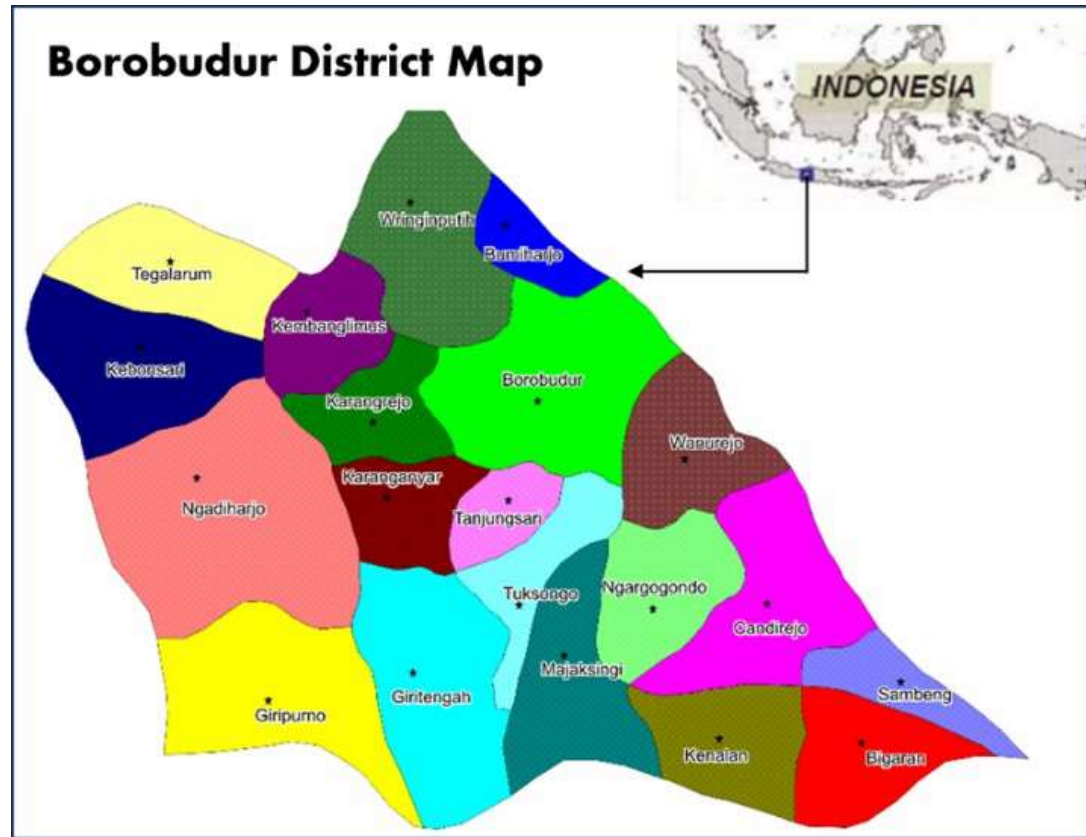 Borobudur District Map
INDONESIA
Wringinputih
Bumiharjo
Tegalarum
Kembanglimus
Kebonsari
Borobudur
Karangrejo
Wanurejo
Karanganyar
Ngadiharjo
Tanjungsari
Tuksongo
Ngargogondo
Candirejo
Majaksingi
Giritengah
Sambeng
Giripurno
Kenalan
Bigaran